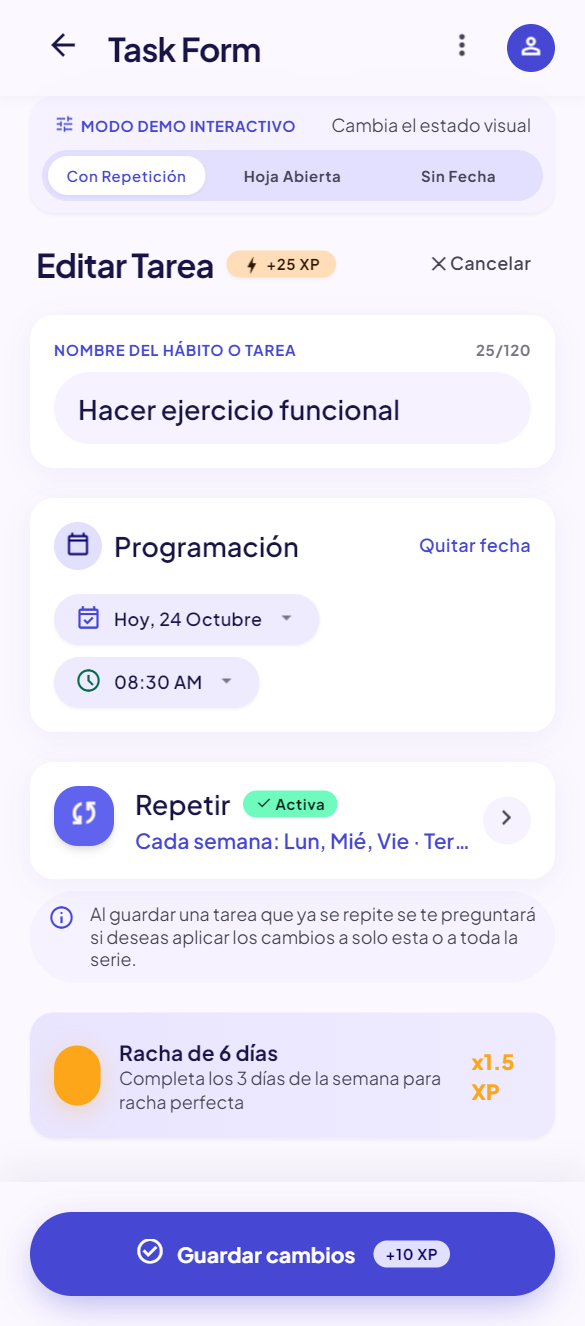 Task Form
MODO DEMO INTERACTIVO
Cambia el estado visual
Con Repetición
Hoja Abierta
Sin Fecha
Editar Tarea
+25 XP
Cancelar
NOMBRE DEL HÁBITO O TAREA
25/120
Hacer ejercicio funcional
Programación
Quitar fecha
Hoy, 24 Octubre
08:30 AM
Repetir
Activa
Cada semana: Lun, Mié, Vie · Ter...
Al guardar una tarea que ya se repite se te preguntará
si deseas aplicar los cambios a solo esta o a toda la
serie.
Racha de 6 días
Completa los 3 días de la semana para
racha perfecta
x1.5
XP
Guardar cambios
+10 XP